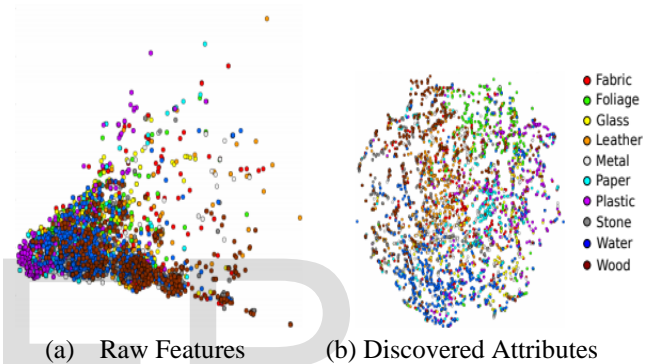 Fabric
Foliage
Glass
Leather
Metal
Paper
Plastic
Stone
Water
Wood
(a) Raw Features
(b) Discovered Attributes